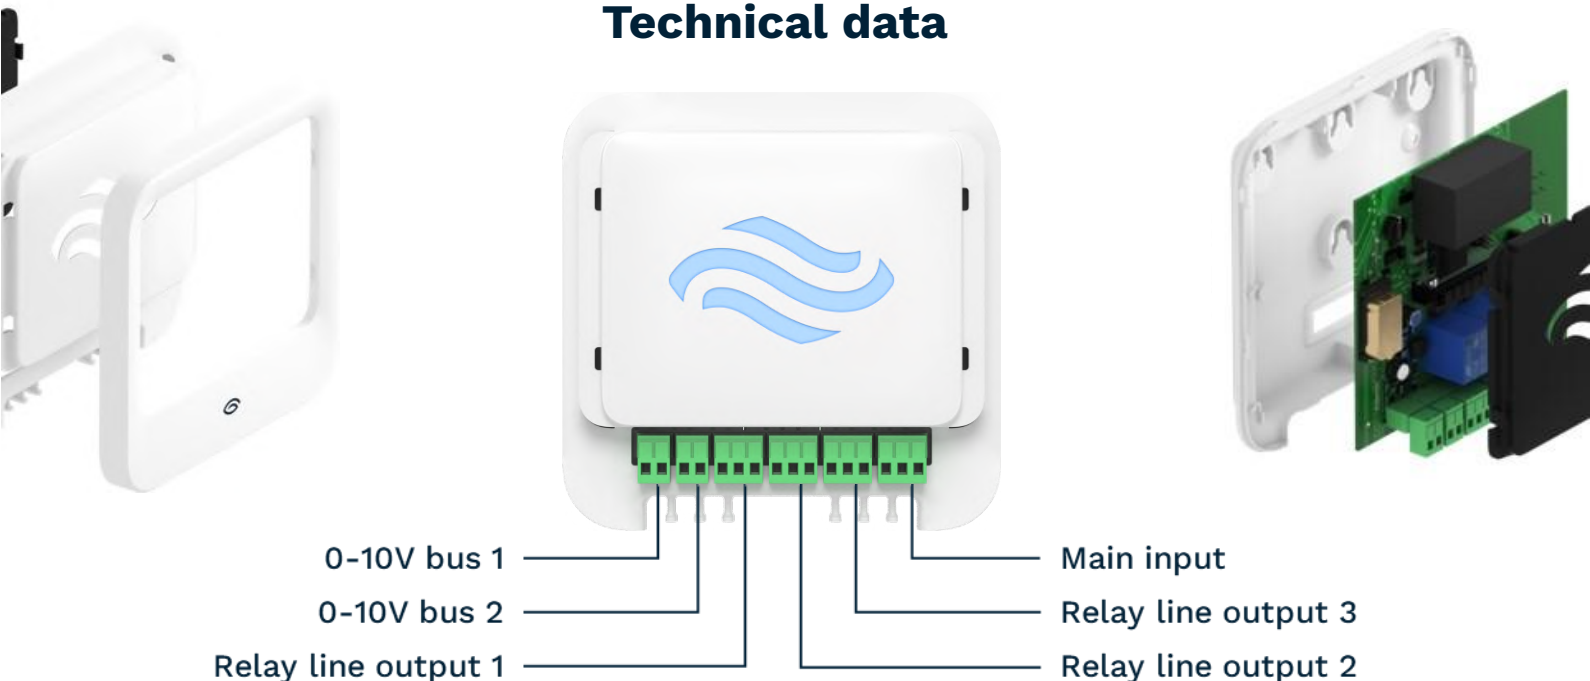 Technical data
0-10V bus 1
0-10V bus 2
Relay line output 1
Main input
Relay line output 3
Relay line output 2